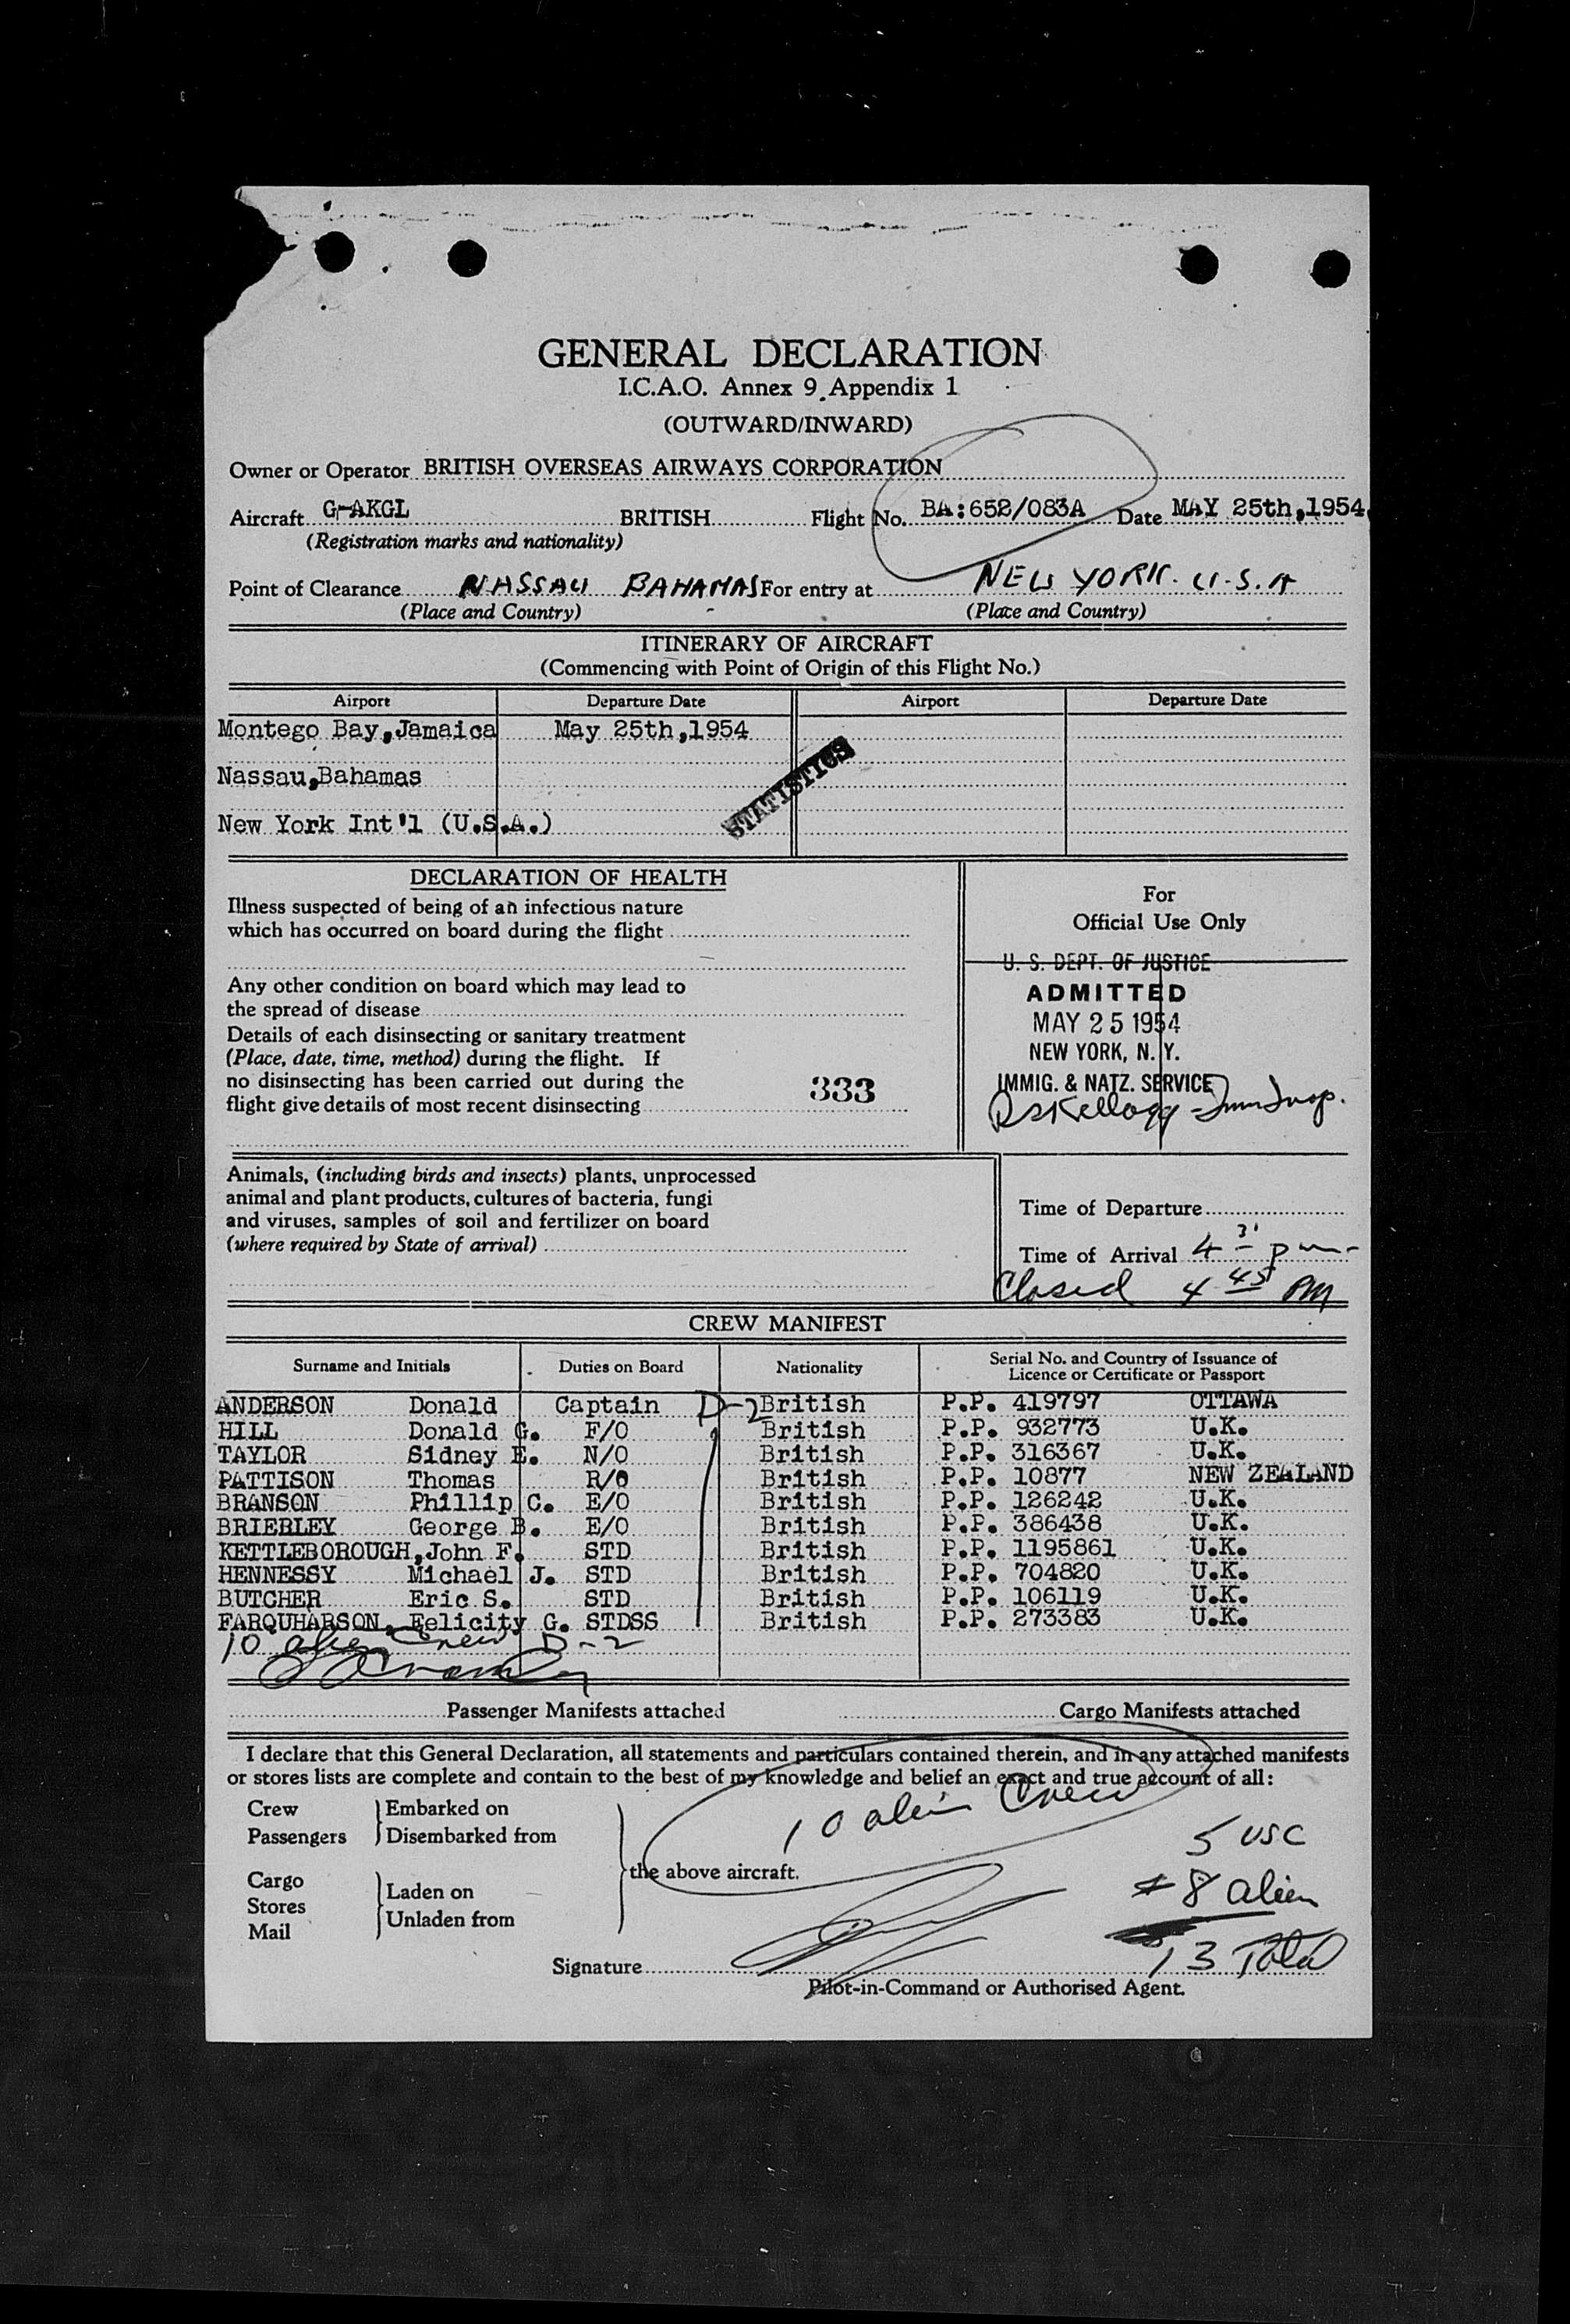 GENERAL DECLARATION
I.C.A.O. Annex 9 Appendix 1
(OUTWARD/INWARD)
Owner or Operator BRITISH OVERSEAS AIRWAYS CORPORATION
Aircraft G-AKGL BRITISH Flight No. BA:652/083A Date MAY 25th,1954.
(Registration marks and nationality)
Point of Clearance NASSAU BAHAMAS For entry at NEW YORK. U.S.A
(Place and Country) (Place and Country)
ITINERARY OF AIRCRAFT
(Commencing with Point of Origin of this Flight No.)
Airport Departure Date Airport Departure Date
Montego Bay,Jamaica May 25th,1954
Nassau,Bahamas
STATISTICS
New York Int'l (U.S.A.)
DECLARATION OF HEALTH
Illness suspected of being of an infectious nature
which has occurred on board during the flight
Any other condition on board which may lead to
the spread of disease
Details of each disinsecting or sanitary treatment
(Place, date, time, method) during the flight. If
no disinsecting has been carried out during the
flight give details of most recent disinsecting
333
For
Official Use Only
U. S. DEPT. OF JUSTICE
ADMITTED
MAY 25 1954
NEW YORK, N. Y.
IMMIG. & NATZ. SERVICE
RSKellogg - Imm Insp.
Animals, (including birds and insects) plants, unprocessed
animal and plant products, cultures of bacteria, fungi
and viruses, samples of soil and fertilizer on board
(where required by State of arrival)
Time of Departure
Time of Arrival 4 pm
Closed 4 45 PM
CREW MANIFEST
Surname and Initials Duties on Board Nationality Serial No. and Country of Issuance of
Licence or Certificate or Passport
ANDERSON Donald Captain D-2 British P.P. 419797 OTTAWA
HILL Donald G. F/O British P.P. 932773 U.K.
TAYLOR Sidney E. N/O British P.P. 316367 U.K.
PATTISON Thomas R/O British P.P. 10877 NEW ZEALAND
BRANSON Phillip C. E/O British P.P. 126242 U.K.
BRIERLEY George B. E/O British P.P. 386438 U.K.
KETTLEBOROUGH,John F. STD British P.P. 1195861 U.K.
HENNESSY Michael J. STD British P.P. 704820 U.K.
BUTCHER Eric S. STD British P.P. 106119 U.K.
FARQUHARSON, Felicity G. STDSS British P.P. 273383 U.K.
10 alien Crew D-2
Passenger Manifests attached Cargo Manifests attached
I declare that this General Declaration, all statements and particulars contained therein, and in any attached manifests
or stores lists are complete and contain to the best of my knowledge and belief an exact and true account of all:
Crew Embarked on
Passengers Disembarked from
10 alien Crew
the above aircraft.
Cargo Laden on
Stores Unladen from
Mail
5 USC
8 alien
13 Total
Signature
Pilot-in-Command or Authorised Agent.